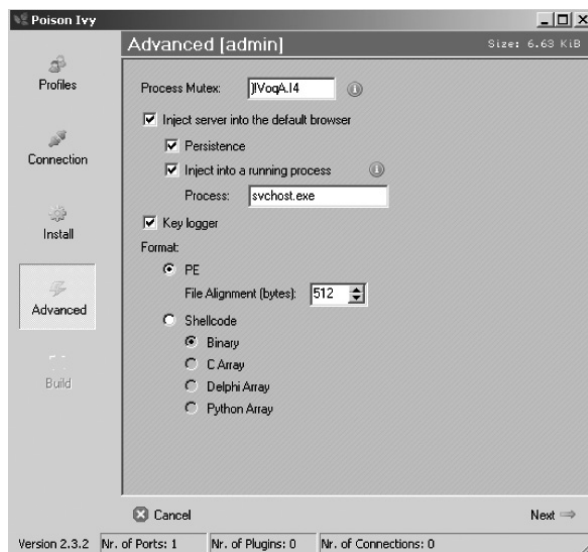 Poison Ivy
Advanced [admin]
Size: 6.63 KiB
Profiles
Connection
Install
Advanced
Build
Process Mutex: )!VoqA.I4
Inject server into the default browser
Persistence
Inject into a running process
Process: svchost.exe
Key logger
Format:
PE
File Alignment (bytes): 512
Shellcode
Binary
C Array
Delphi Array
Python Array
Cancel
Next
Version 2.3.2 Nr. of Ports: 1 Nr. of Plugins: 0 Nr. of Connections: 0